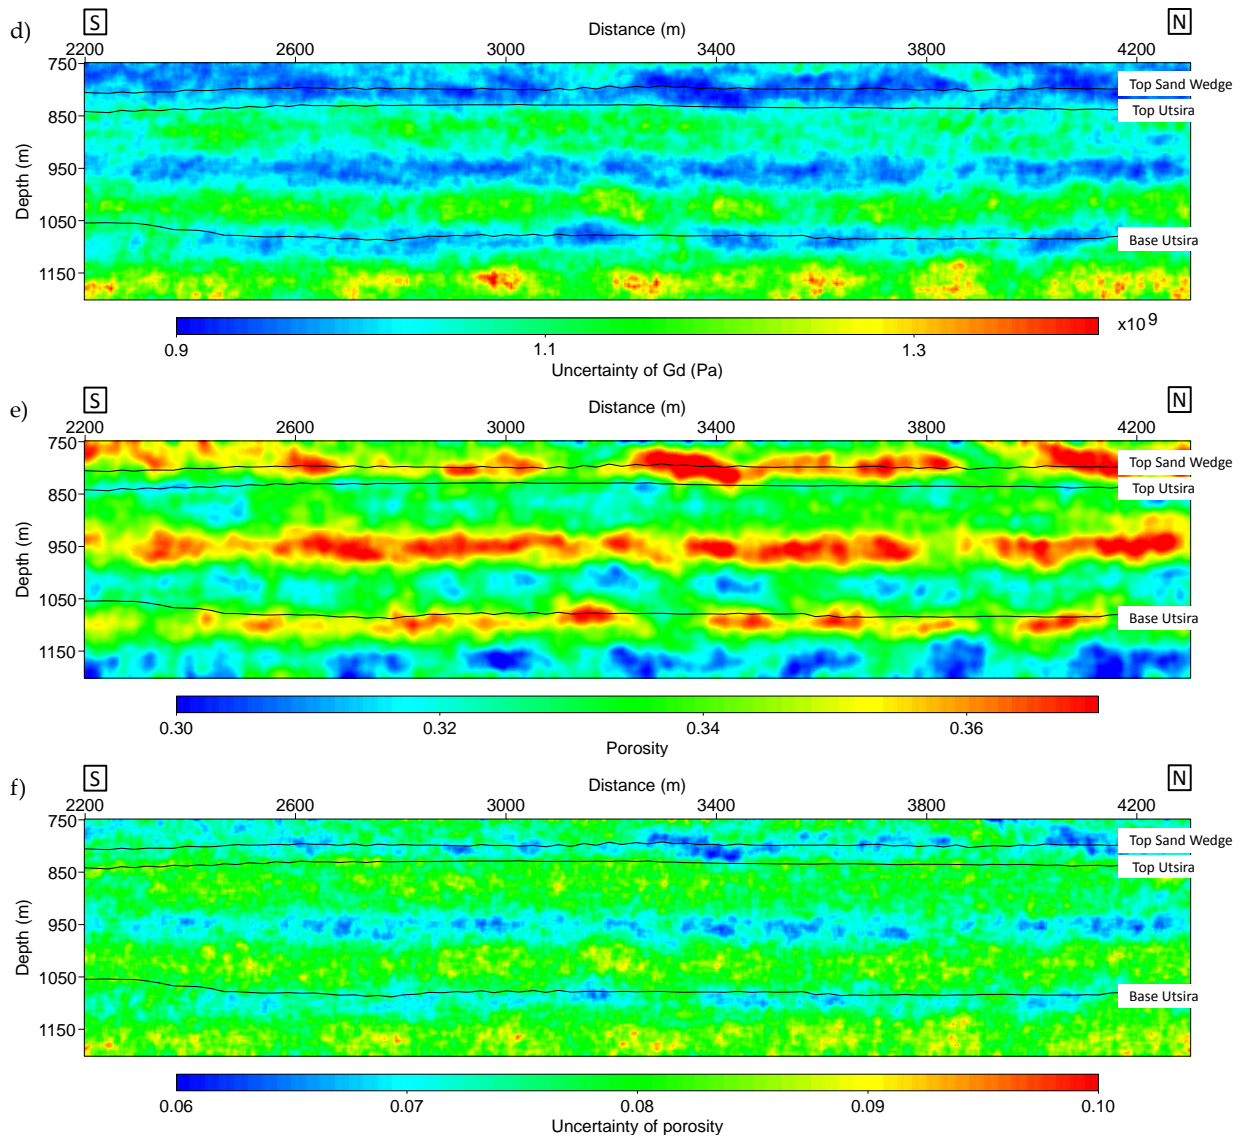 d)
S
Distance (m)
N
2200 2600 3000 3400 3800 4200
750
Top Sand Wedge
850
Top Utsira
Depth (m)
950
1050
Base Utsira
1150
x10 9
0.9 1.1 1.3
Uncertainty of Gd (Pa)
e)
S
Distance (m)
N
2200 2600 3000 3400 3800 4200
750
Top Sand Wedge
850
Top Utsira
Depth (m)
950
1050
Base Utsira
1150
0.30 0.32 0.34 0.36
Porosity
f)
S
Distance (m)
N
2200 2600 3000 3400 3800 4200
750
Top Sand Wedge
850
Top Utsira
Depth (m)
950
1050
Base Utsira
1150
0.06 0.07 0.08 0.09 0.10
Uncertainty of porosity